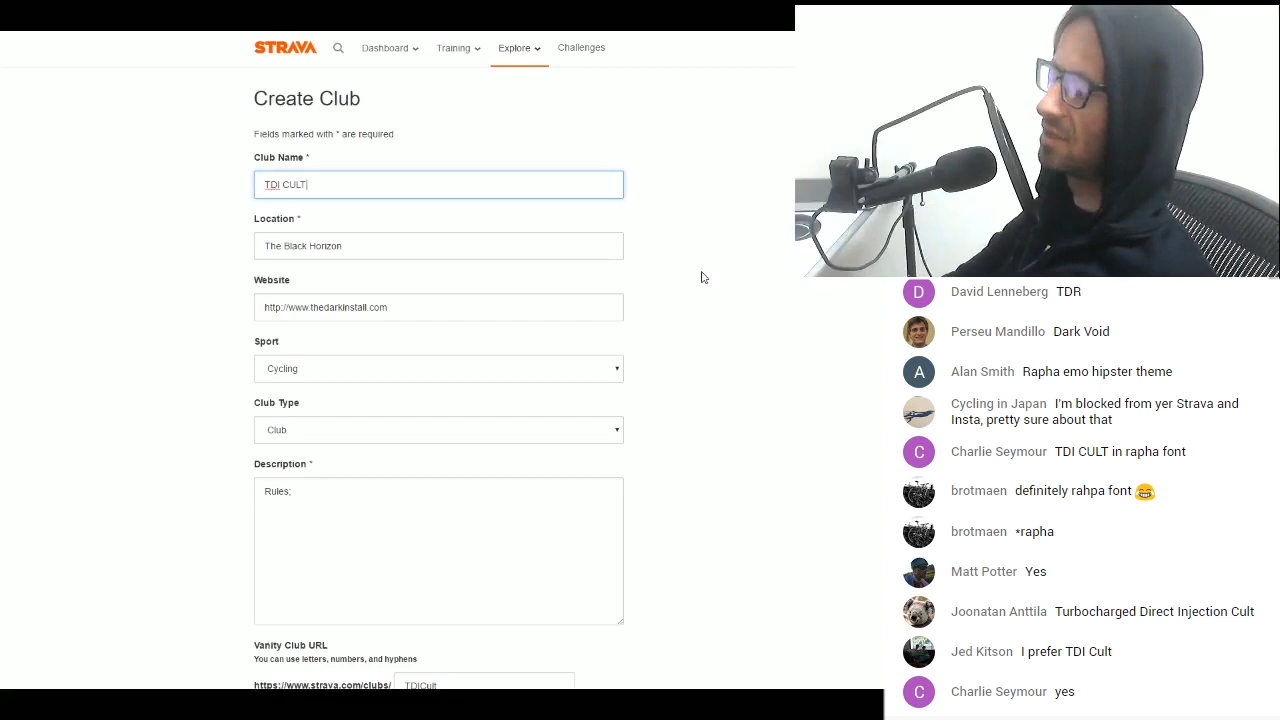 STRAVA
Dashboard
Training
Explore
Challenges
Create Club
Fields marked with * are required
Club Name *
TDI CULT
Location *
The Black Horizon
Website
http://www.thedarkinstall.com
Sport
Cycling
Club Type
Club
Description *
Rules;
Vanity Club URL
You can use letters, numbers, and hyphens
https://www.strava.com/clubs/ TDICult
D David Lenneberg TDR
Perseu Mandillo Dark Void
A Alan Smith Rapha emo hipster theme
Cycling in Japan I'm blocked from yer Strava and
Insta, pretty sure about that
C Charlie Seymour TDI CULT in rapha font
brotmaen definitely rahpa font 😂
brotmaen *rapha
Matt Potter Yes
Joonatan Anttila Turbocharged Direct Injection Cult
Jed Kitson I prefer TDI Cult
C Charlie Seymour yes